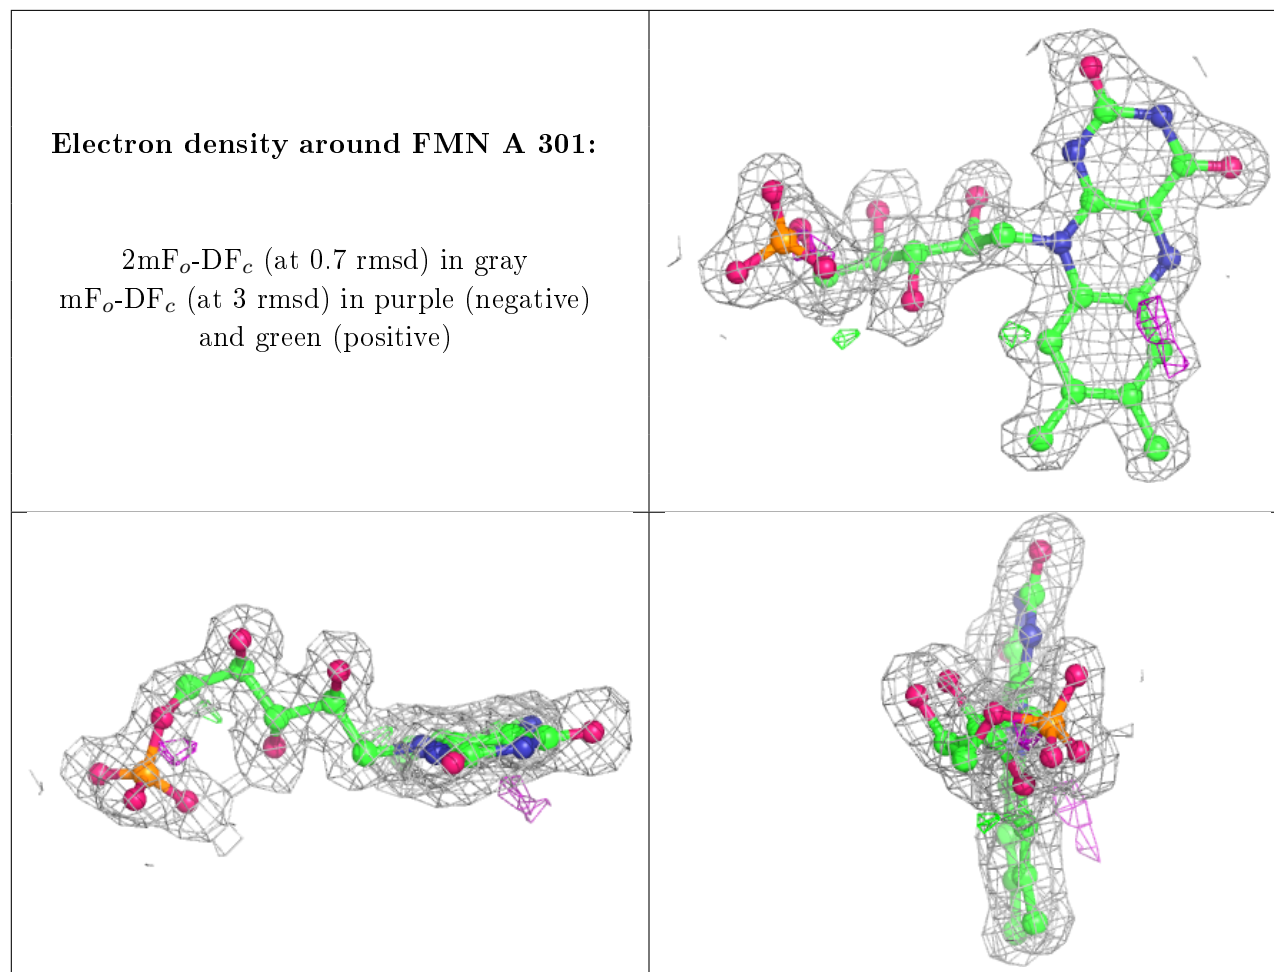 Electron density around FMN A 301:
2mFo-DFc (at 0.7 rmsd) in gray
mFo-DFc (at 3 rmsd) in purple (negative)
and green (positive)